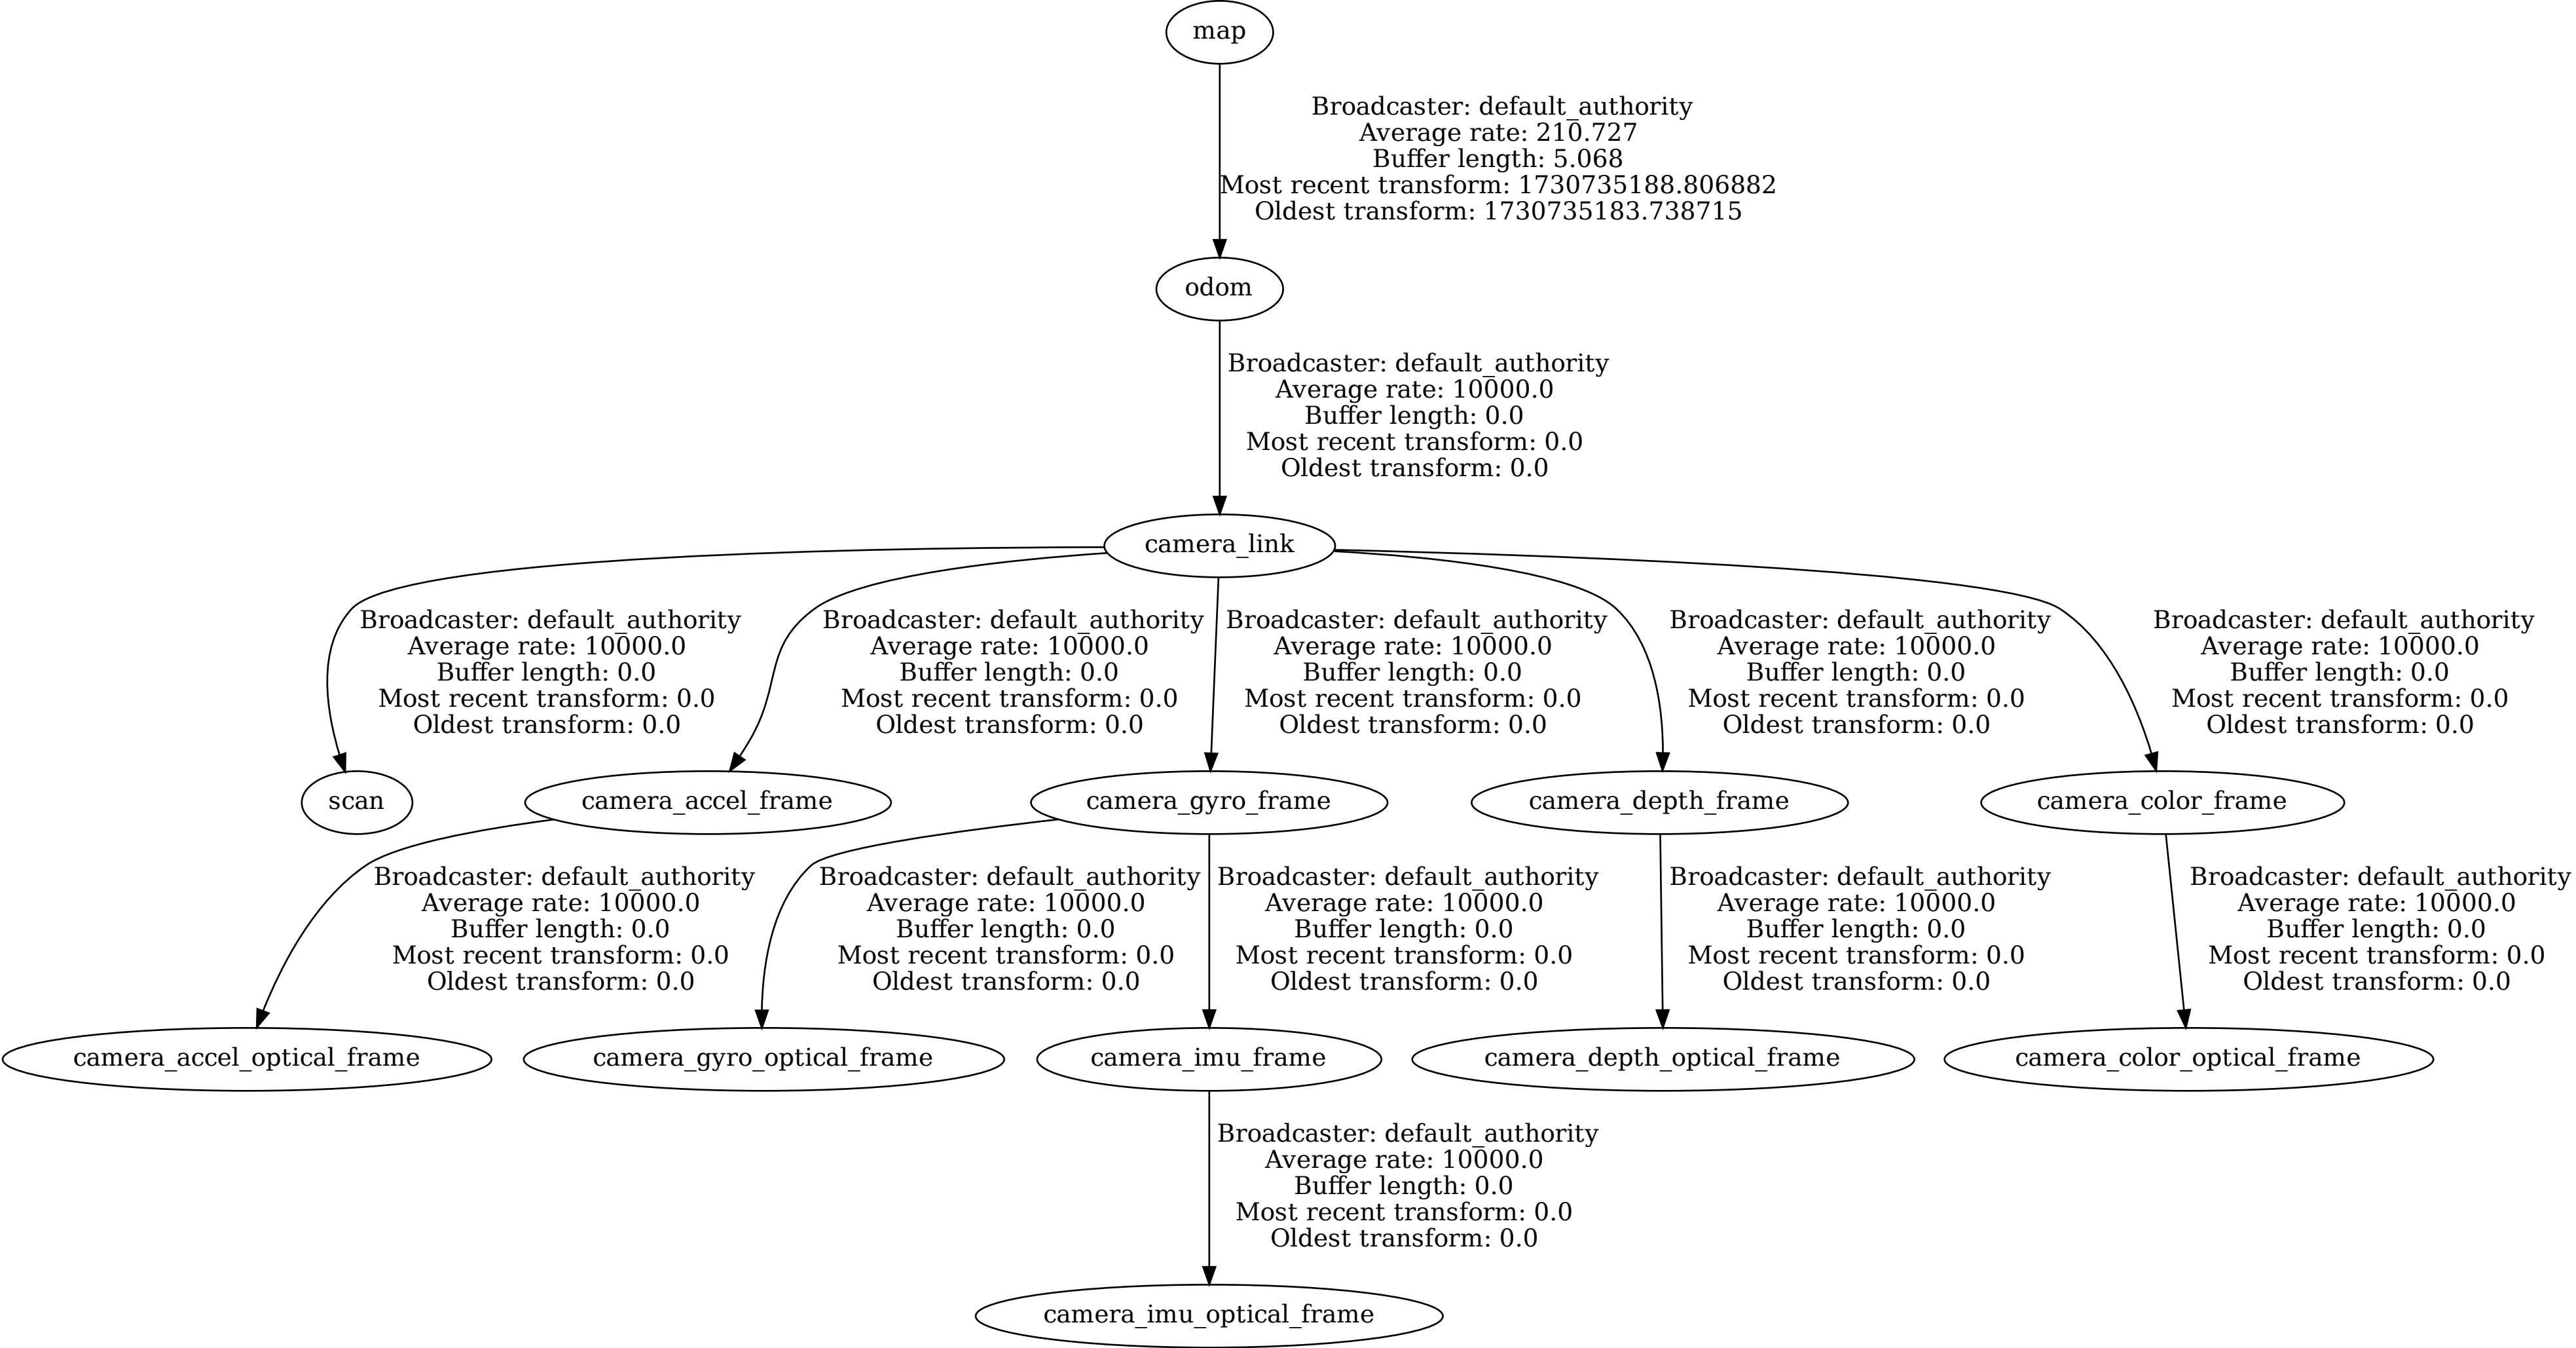 map
Broadcaster: default_authority
Average rate: 210.727
Buffer length: 5.068
Most recent transform: 1730735188.806882
Oldest transform: 1730735183.738715
odom
Broadcaster: default_authority
Average rate: 10000.0
Buffer length: 0.0
Most recent transform: 0.0
Oldest transform: 0.0
camera_link
Broadcaster: default_authority
Average rate: 10000.0
Buffer length: 0.0
Most recent transform: 0.0
Oldest transform: 0.0
Broadcaster: default_authority
Average rate: 10000.0
Buffer length: 0.0
Most recent transform: 0.0
Oldest transform: 0.0
Broadcaster: default_authority
Average rate: 10000.0
Buffer length: 0.0
Most recent transform: 0.0
Oldest transform: 0.0
Broadcaster: default_authority
Average rate: 10000.0
Buffer length: 0.0
Most recent transform: 0.0
Oldest transform: 0.0
Broadcaster: default_authority
Average rate: 10000.0
Buffer length: 0.0
Most recent transform: 0.0
Oldest transform: 0.0
scan
camera_accel_frame
camera_gyro_frame
camera_depth_frame
camera_color_frame
Broadcaster: default_authority
Average rate: 10000.0
Buffer length: 0.0
Most recent transform: 0.0
Oldest transform: 0.0
Broadcaster: default_authority
Average rate: 10000.0
Buffer length: 0.0
Most recent transform: 0.0
Oldest transform: 0.0
Broadcaster: default_authority
Average rate: 10000.0
Buffer length: 0.0
Most recent transform: 0.0
Oldest transform: 0.0
Broadcaster: default_authority
Average rate: 10000.0
Buffer length: 0.0
Most recent transform: 0.0
Oldest transform: 0.0
Broadcaster: default_authority
Average rate: 10000.0
Buffer length: 0.0
Most recent transform: 0.0
Oldest transform: 0.0
camera_accel_optical_frame
camera_gyro_optical_frame
camera_imu_frame
camera_depth_optical_frame
camera_color_optical_frame
Broadcaster: default_authority
Average rate: 10000.0
Buffer length: 0.0
Most recent transform: 0.0
Oldest transform: 0.0
camera_imu_optical_frame